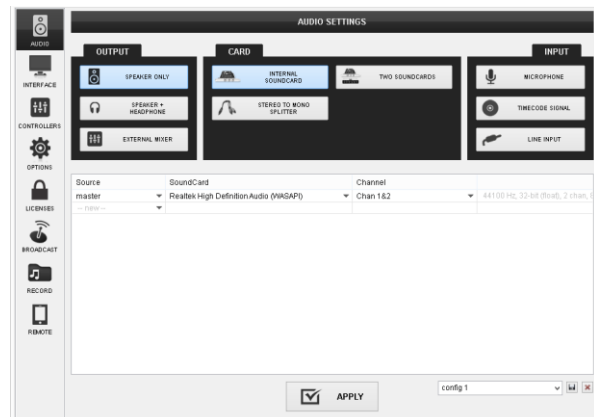 AUDIO SETTINGS
AUDIO
INTERFACE
CONTROLLERS
OPTIONS
LICENSES
BROADCAST
RECORD
REMOTE
OUTPUT
SPEAKER ONLY
SPEAKER +
HEADPHONE
EXTERNAL MIXER
CARD
INTERNAL
SOUNDCARD
TWO SOUNDCARDS
STEREO TO MONO
SPLITTER
INPUT
MICROPHONE
TIMECODE SIGNAL
LINE INPUT
Source SoundCard Channel
master Realtek High Definition Audio (WASAPI) Chan 1&2 44100 Hz, 32-bit (float), 2 chan,
-- new --
APPLY
config 1